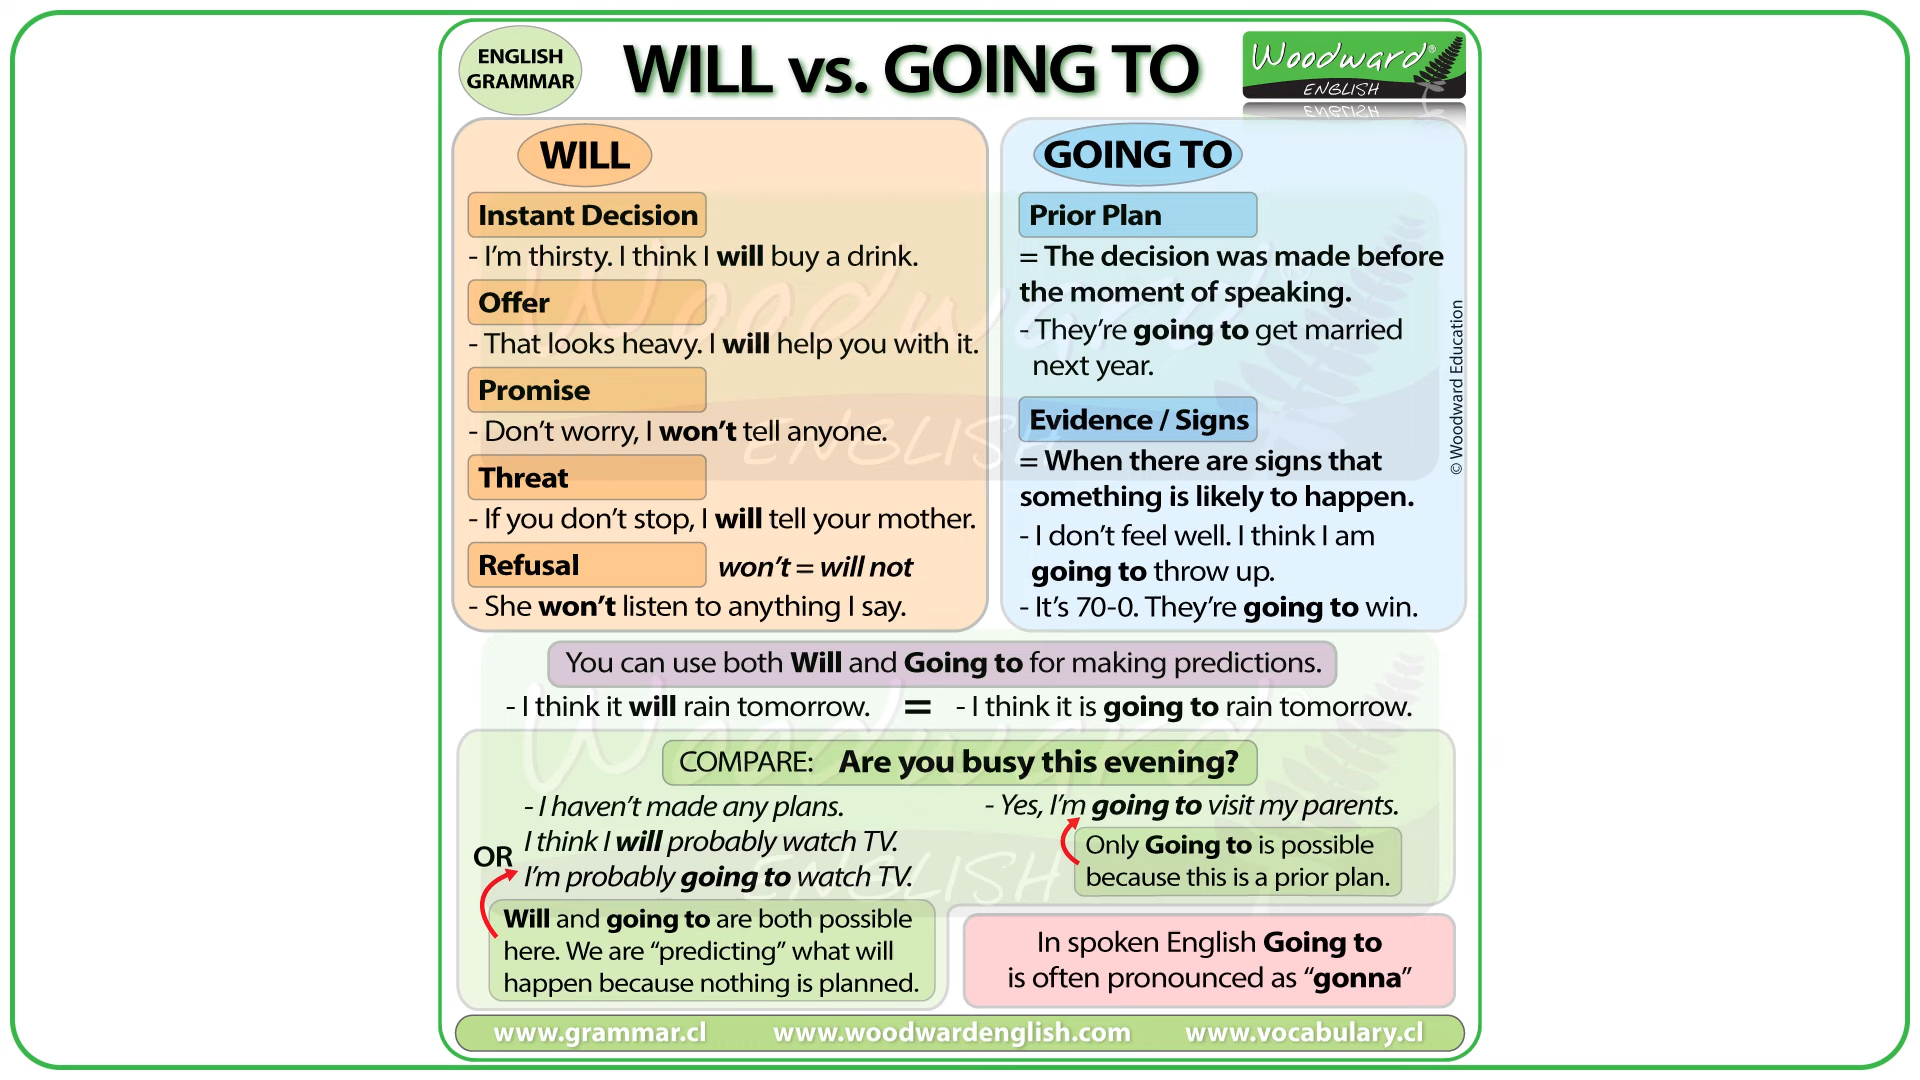 ENGLISH
GRAMMAR
WILL vs. GOING TO
Woodward®
ENGLISH
WILL
Instant Decision
- I'm thirsty. I think I will buy a drink.
Offer
- That looks heavy. I will help you with it.
Promise
- Don't worry, I won't tell anyone.
Threat
- If you don't stop, I will tell your mother.
Refusal won't = will not
- She won't listen to anything I say.
GOING TO
Prior Plan
= The decision was made before
the moment of speaking.
- They're going to get married
next year.
Evidence / Signs
= When there are signs that
something is likely to happen.
- I don't feel well. I think I am
going to throw up.
- It's 70-0. They're going to win.
© Woodward Education
You can use both Will and Going to for making predictions.
- I think it will rain tomorrow. = - I think it is going to rain tomorrow.
COMPARE: Are you busy this evening?
- I haven't made any plans.
I think I will probably watch TV.
OR
I'm probably going to watch TV.
Will and going to are both possible
here. We are "predicting" what will
happen because nothing is planned.
- Yes, I'm going to visit my parents.
Only Going to is possible
because this is a prior plan.
In spoken English Going to
is often pronounced as "gonna"
www.grammar.cl www.woodwardenglish.com www.vocabulary.cl
Woodward®
ENGLISH
Woodward®
ENGLISH